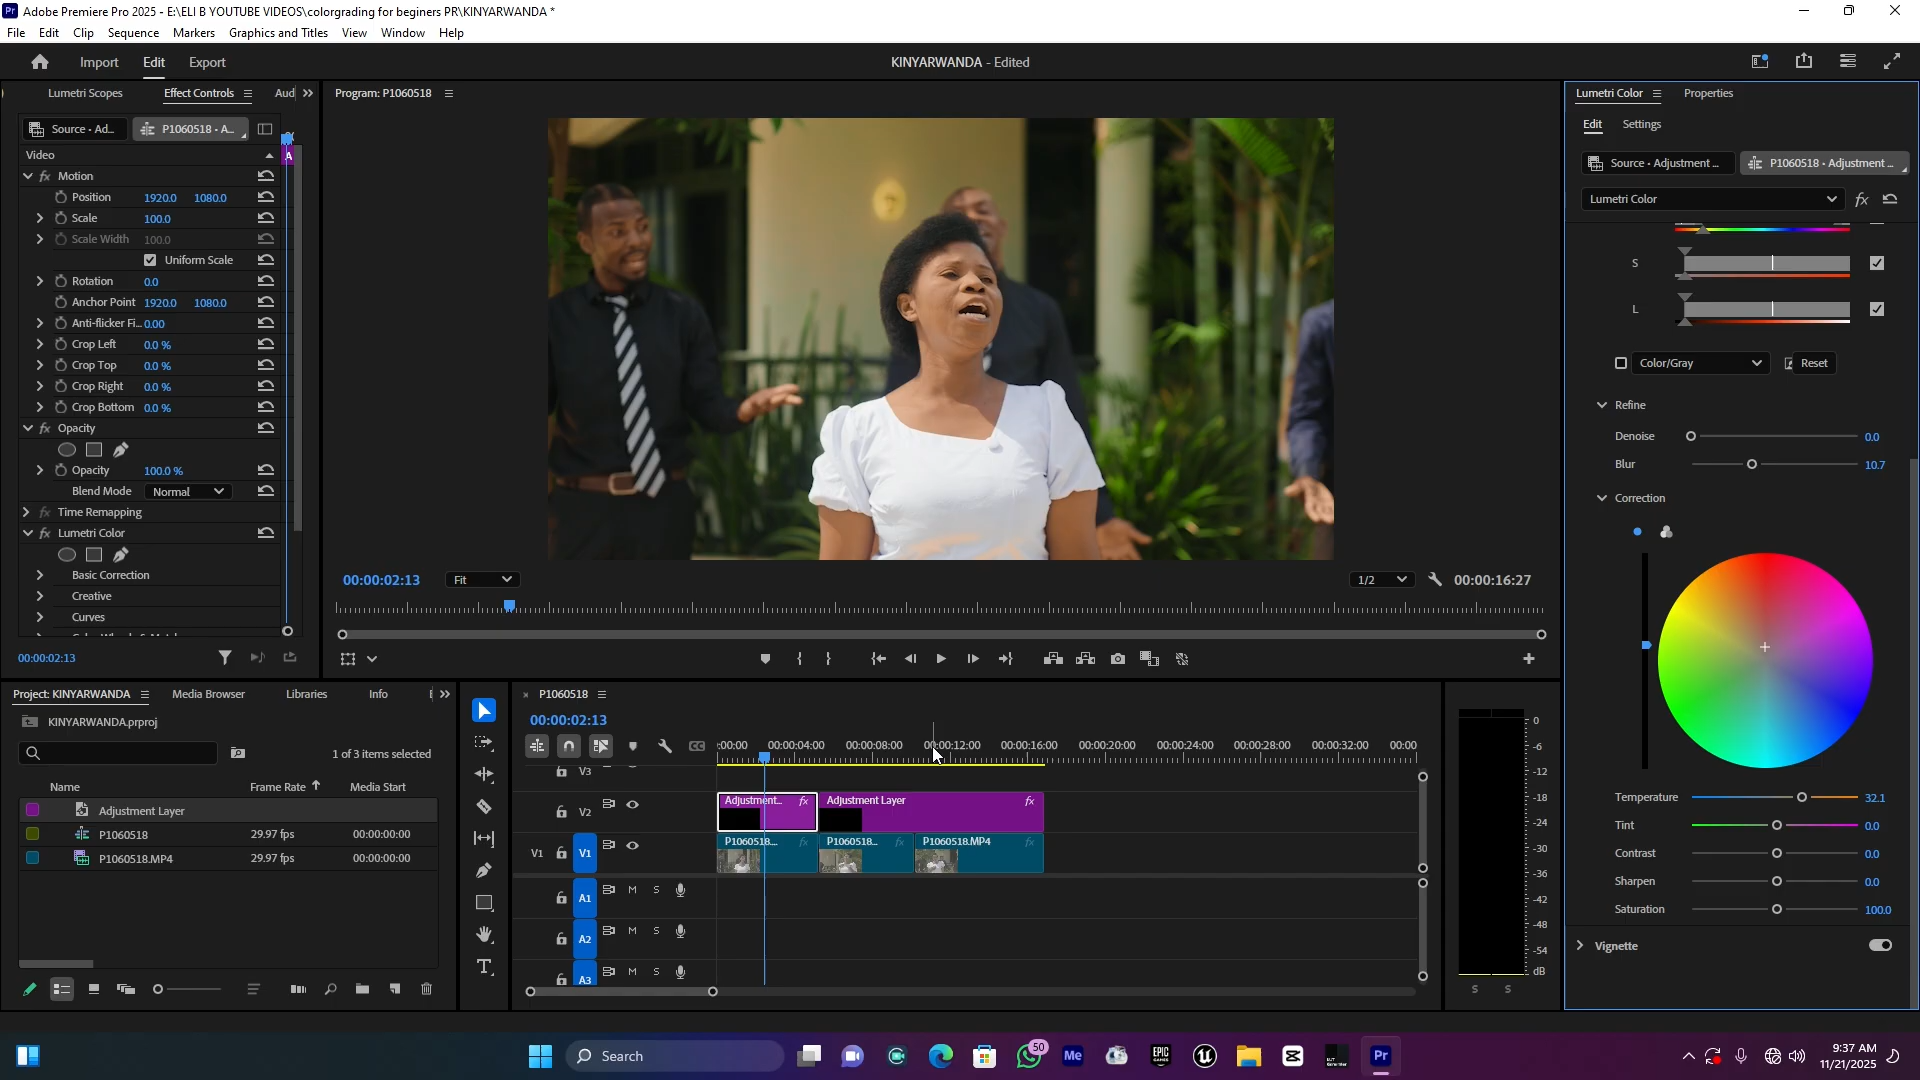 Adobe Premiere Pro 2025 - E:\ELI B YOUTUBE VIDEOS\colorgrading for beginers PR\KINYARWANDA *
File Edit Clip Sequence Markers Graphics and Titles View Window Help
Import Edit Export
KINYARWANDA - Edited
Lumetri Scopes Effect Controls Aud
Source • Ad... P1060518 • A...
Video
A
Motion
Position 1920.0 1080.0
Scale 100.0
Scale Width 100.0
Uniform Scale
Rotation 0.0
Anchor Point 1920.0 1080.0
Anti-flicker Fi... 0.00
Crop Left 0.0 %
Crop Top 0.0 %
Crop Right 0.0 %
Crop Bottom 0.0 %
Opacity
Opacity 100.0 %
Blend Mode Normal
Time Remapping
Lumetri Color
Basic Correction
Creative
Curves
00:00:02:13
Program: P1060518
00:00:02:13 Fit 1/2 00:00:16:27
Lumetri Color Properties
Edit Settings
Source • Adjustment ... P1060518 • Adjustment ...
Lumetri Color fx
S
L
Color/Gray Reset
Refine
Denoise 0.0
Blur 10.7
Correction
Temperature 32.1
Tint 0.0
Contrast 0.0
Sharpen 0.0
Saturation 100.0
Vignette
Project: KINYARWANDA Media Browser Libraries Info
KINYARWANDA.prproj
1 of 3 items selected
Name Frame Rate Media Start
Adjustment Layer
P1060518 29.97 fps 00:00:00:00
P1060518.MP4 29.97 fps 00:00:00:00
P1060518
00:00:02:13
:00:00 00:00:04:00 00:00:08:00 00:00:12:00 00:00:16:00 00:00:20:00 00:00:24:00 00:00:28:00 00:00:32:00 00:00
V3
V2 Adjustment... fx Adjustment Layer fx
V1 V1 P1060518.... fx P1060518... fx P1060518.MP4 fx
A1 M S
A2 M S
A3 M S
0
-6
-12
-18
-24
-30
-36
-42
-48
-54
dB
S S
Search
50
Me
EPIC GAMES
Pr
9:37 AM
11/21/2025